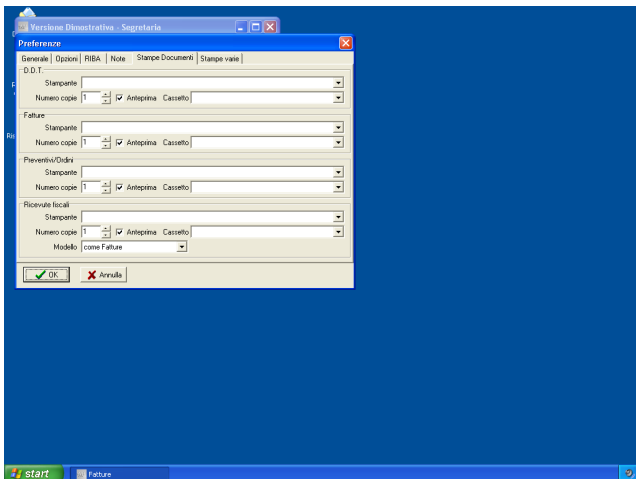 Versione Dimostrativa - Segretaria
Preferenze
Generale Opzioni RIBA Note Stampe Documenti Stampe varie
D.D.T.
Stampante
Numero copie 1 Anteprima Cassetto
Fatture
Stampante
Numero copie 1 Anteprima Cassetto
Preventivi/Ordini
Stampante
Numero copie 1 Anteprima Cassetto
Ricevute fiscali
Stampante
Numero copie 1 Anteprima Cassetto
Modello come Fatture
OK Annulla
Ris
start Fatture